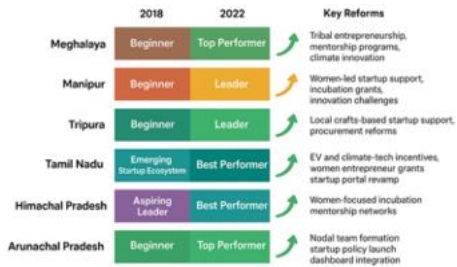 2018 2022 Key Reforms
Meghalaya Beginner Top Performer Tribal entrepreneurship,
mentorship programs,
climate innovation
Manipur Beginner Leader Women-led startup support,
incubation grants,
innovation challenges
Tripura Beginner Leader Local crafts-based startup support,
procurement reforms
Tamil Nadu Emerging
Startup Ecosystem Best Performer EV and climate-tech incentives,
women entrepreneur grants
startup portal revamp
Himachal Pradesh Aspiring
Leader Best Performer Women-focused incubation
mentorship networks
Arunachal Pradesh Beginner Top Performer Nodal team formation
startup policy launch
dashboard integration